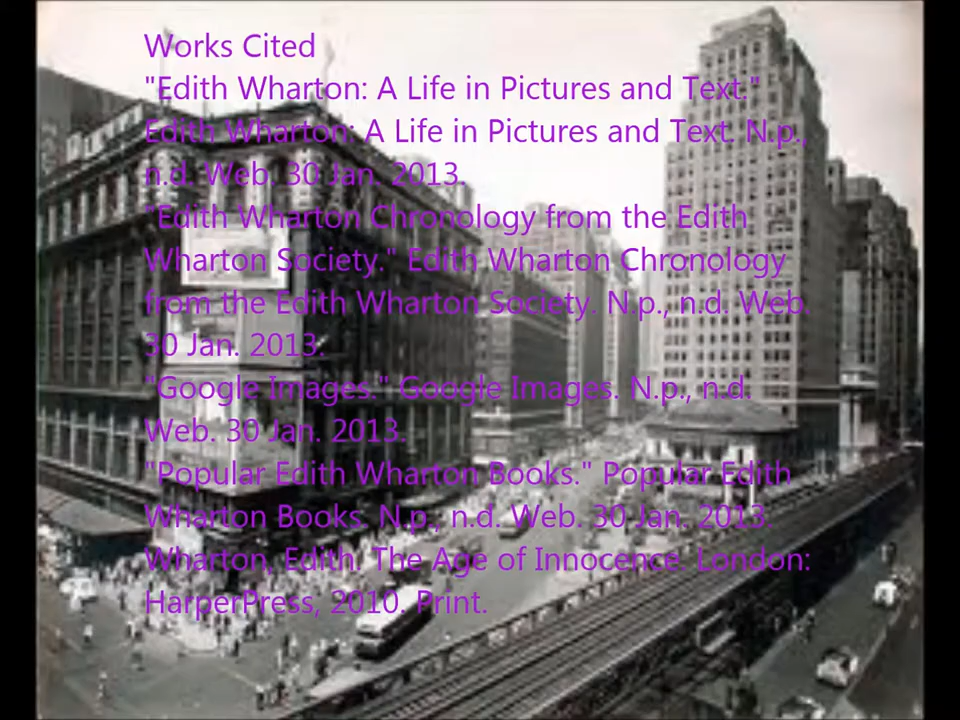 Works Cited
"Edith Wharton: A Life in Pictures and Text."
Edith Wharton: A Life in Pictures and Text. N.p.,
n.d. Web. 30 Jan. 2013.
"Edith Wharton Chronology from the Edith
Wharton Society." Edith Wharton Chronology
from the Edith Wharton Society. N.p., n.d. Web.
30 Jan. 2013.
"Google Images." Google Images. N.p., n.d.
Web. 30 Jan. 2013.
"Popular Edith Wharton Books." Popular Edith
Wharton Books. N.p., n.d. Web. 30 Jan. 2013.
Wharton, Edith. The Age of Innocence. London:
HarperPress, 2010. Print.